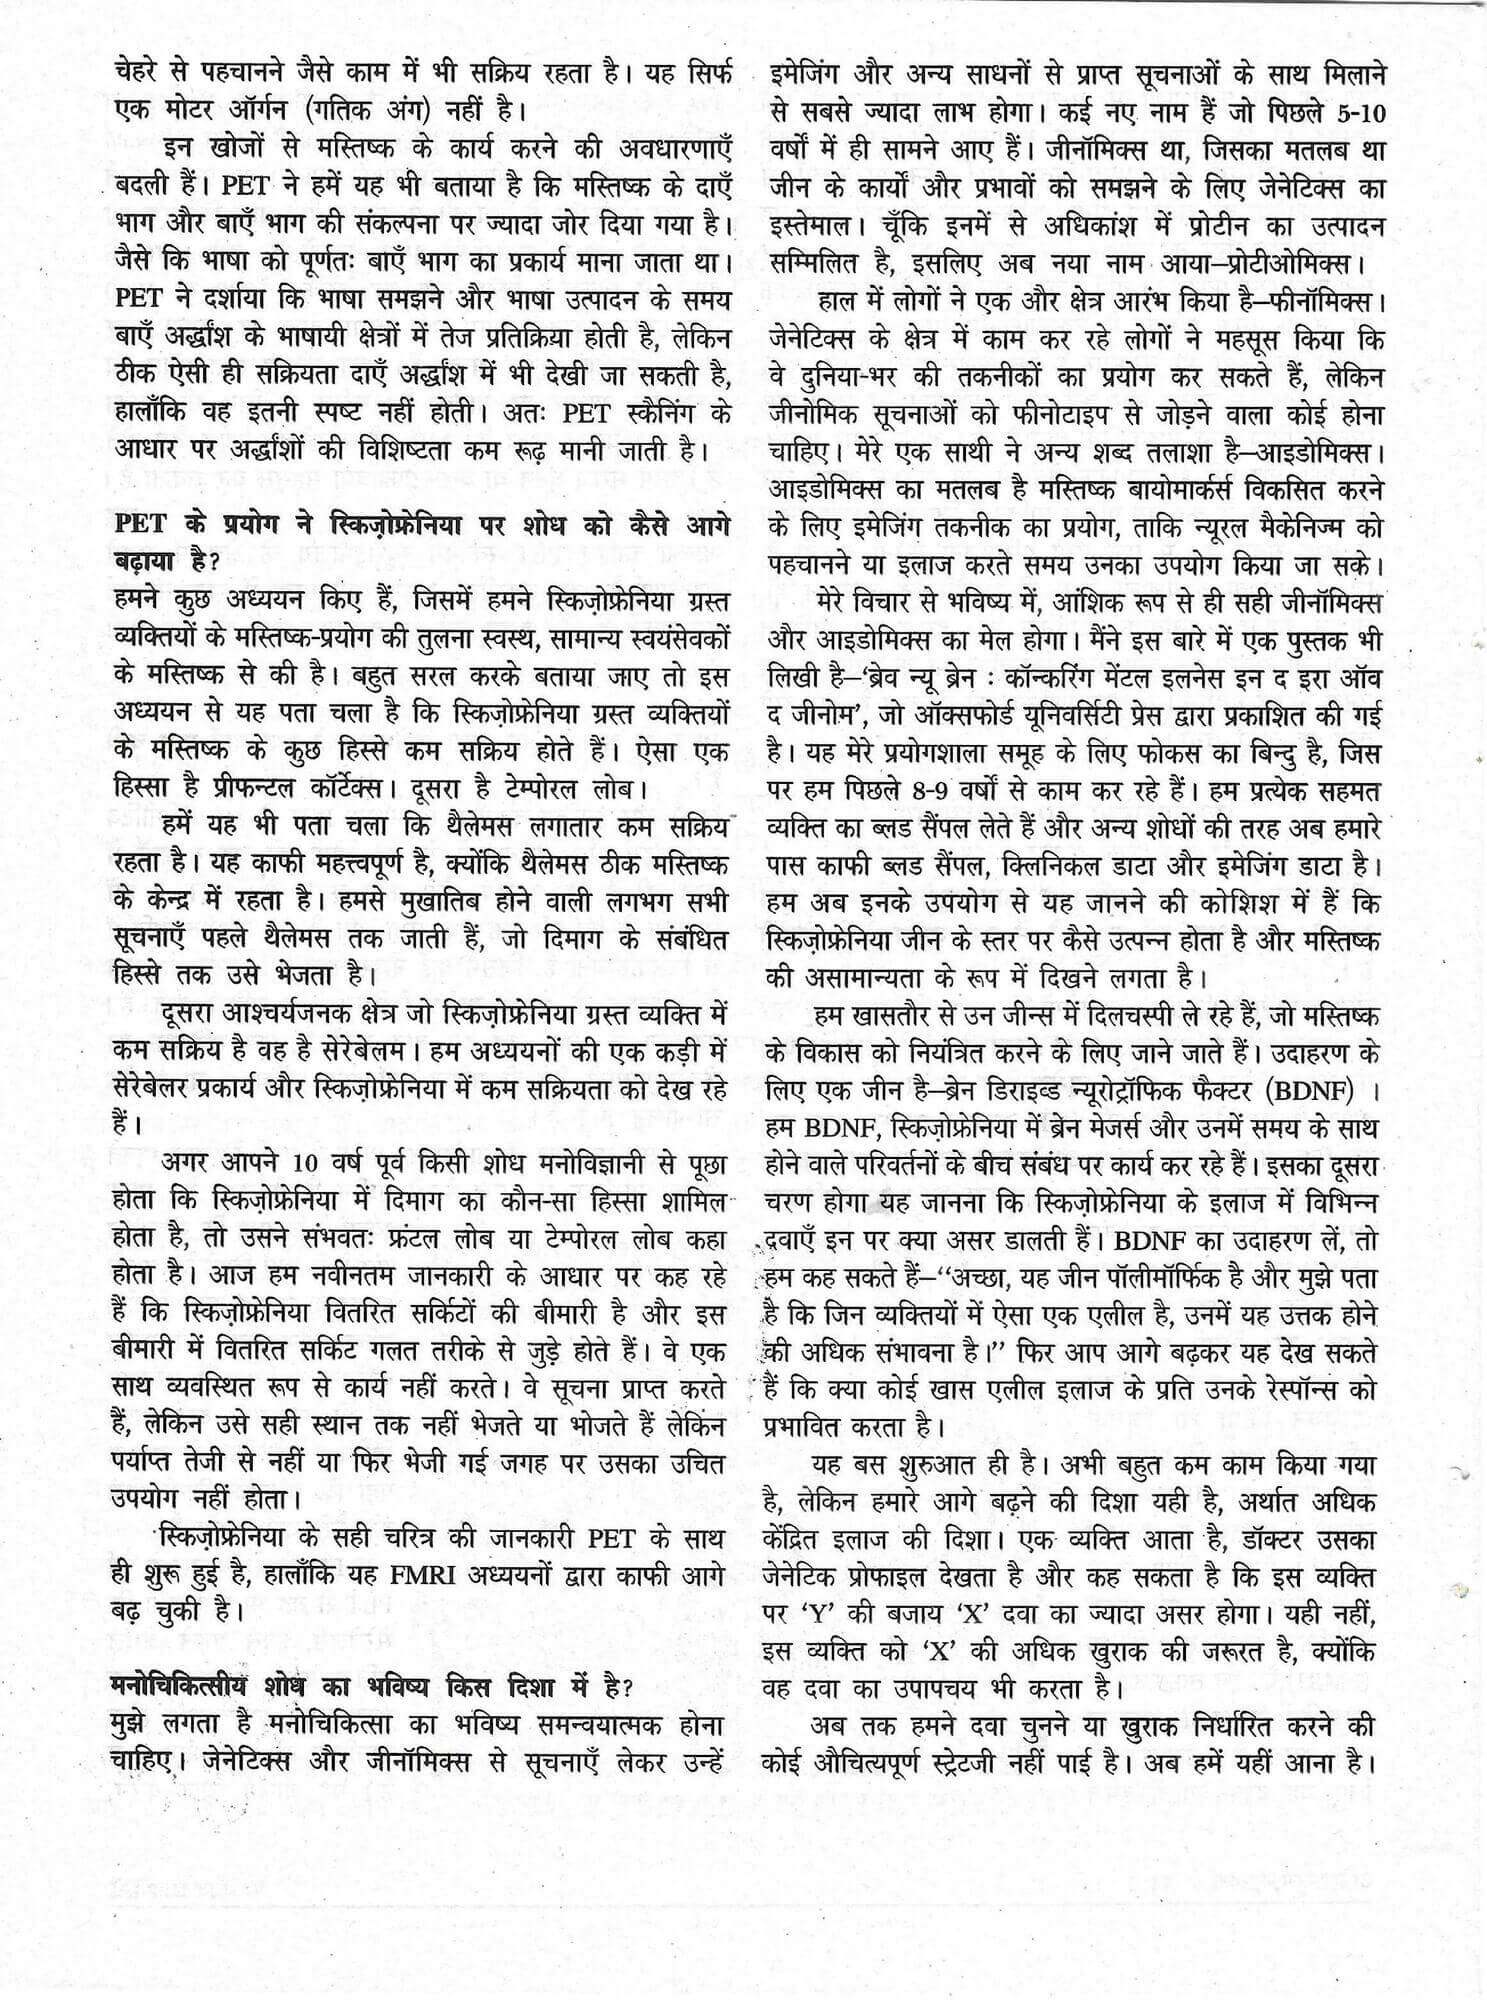 चेहरे से पहचानने जैसे काम में भी सक्रिय रहता है। यह सिर्फ
एक मोटर ऑर्गन (गतिक अंग) नहीं है।
इन खोजों से मस्तिष्क के कार्य करने की अवधारणाएँ
बदली हैं। PET ने हमें यह भी बताया है कि मस्तिष्क के दाएँ
भाग और बाएँ भाग की संकल्पना पर ज्यादा जोर दिया गया है।
जैसे कि भाषा को पूर्णतः बाएँ भाग का प्रकार्य माना जाता था।
PET ने दर्शाया कि भाषा समझने और भाषा उत्पादन के समय
बाएँ अर्द्धांश के भाषायी क्षेत्रों में तेज प्रतिक्रिया होती है, लेकिन
ठीक ऐसी ही सक्रियता दाएँ अर्द्धांश में भी देखी जा सकती है,
हालाँकि वह इतनी स्पष्ट नहीं होती। अतः PET स्कैनिंग के
आधार पर अर्द्धांशों की विशिष्टता कम रूढ़ मानी जाती है।
PET के प्रयोग ने स्किज़ोफ्रेनिया पर शोध को कैसे आगे
बढ़ाया है?
हमने कुछ अध्ययन किए हैं, जिसमें हमने स्किज़ोफ्रेनिया ग्रस्त
व्यक्तियों के मस्तिष्क-प्रयोग की तुलना स्वस्थ, सामान्य स्वयंसेवकों
के मस्तिष्क से की है। बहुत सरल करके बताया जाए तो इस
अध्ययन से यह पता चला है कि स्किज़ोफ्रेनिया ग्रस्त व्यक्तियों
के मस्तिष्क के कुछ हिस्से कम सक्रिय होते हैं। ऐसा एक
हिस्सा है प्रीफन्टल कॉर्टेक्स। दूसरा है टेम्पोरल लोब।
हमें यह भी पता चला कि थैलेमस लगातार कम सक्रिय
रहता है। यह काफी महत्त्वपूर्ण है, क्योंकि थैलेमस ठीक मस्तिष्क
के केन्द्र में रहता है। हमसे मुखातिब होने वाली लगभग सभी
सूचनाएँ पहले थैलेमस तक जाती हैं, जो दिमाग के संबंधित
हिस्से तक उसे भेजता है।
दूसरा आश्चर्यजनक क्षेत्र जो स्किज़ोफ्रेनिया ग्रस्त व्यक्ति में
कम सक्रिय है वह है सेरेबेलम। हम अध्ययनों की एक कड़ी में
सेरेबेलर प्रकार्य और स्किज़ोफ्रेनिया में कम सक्रियता को देख रहे
हैं।
अगर आपने 10 वर्ष पूर्व किसी शोध मनोविज्ञानी से पूछा
होता कि स्किज़ोफ्रेनिया में दिमाग का कौन-सा हिस्सा शामिल
होता है, तो उसने संभवतः फ्रंटल लोब या टेम्पोरल लोब कहा
होता है। आज हम नवीनतम जानकारी के आधार पर कह रहे
हैं कि स्किज़ोफ्रेनिया वितरित सर्किटों की बीमारी है और इस
बीमारी में वितरित सर्किट गलत तरीके से जुड़े होते हैं। वे एक
साथ व्यवस्थित रूप से कार्य नहीं करते। वे सूचना प्राप्त करते
हैं, लेकिन उसे सही स्थान तक नहीं भेजते या भोजते हैं लेकिन
पर्याप्त तेजी से नहीं या फिर भेजी गई जगह पर उसका उचित
उपयोग नहीं होता।
स्किज़ोफ्रेनिया के सही चरित्र की जानकारी PET के साथ
ही शुरू हुई है, हालाँकि यह FMRI अध्ययनों द्वारा काफी आगे
बढ़ चुकी है।
मनोचिकित्सीय शोध का भविष्य किस दिशा में है?
मुझे लगता है मनोचिकित्सा का भविष्य समन्वयात्मक होना
चाहिए। जेनेटिक्स और जीनॉमिक्स से सूचनाएँ लेकर उन्हें
इमेजिंग और अन्य साधनों से प्राप्त सूचनाओं के साथ मिलाने
से सबसे ज्यादा लाभ होगा। कई नए नाम हैं जो पिछले 5-10
वर्षों में ही सामने आए हैं। जीनॉमिक्स था, जिसका मतलब था
जीन के कार्यों और प्रभावों को समझने के लिए जेनेटिक्स का
इस्तेमाल। चूँकि इनमें से अधिकांश में प्रोटीन का उत्पादन
सम्मिलित है, इसलिए अब नया नाम आया–प्रोटीओमिक्स।
हाल में लोगों ने एक और क्षेत्र आरंभ किया है–फीनॉमिक्स।
जेनेटिक्स के क्षेत्र में काम कर रहे लोगों ने महसूस किया कि
वे दुनिया-भर की तकनीकों का प्रयोग कर सकते हैं, लेकिन
जीनोमिक सूचनाओं को फीनोटाइप से जोड़ने वाला कोई होना
चाहिए। मेरे एक साथी ने अन्य शब्द तलाशा है–आइडोमिक्स।
आइडोमिक्स का मतलब है मस्तिष्क बायोमार्कर्स विकसित करने
के लिए इमेजिंग तकनीक का प्रयोग, ताकि न्यूरल मैकेनिज्म को
पहचानने या इलाज करते समय उनका उपयोग किया जा सके।
मेरे विचार से भविष्य में, आंशिक रूप से ही सही जीनॉमिक्स
और आइडोमिक्स का मेल होगा। मैंने इस बारे में एक पुस्तक भी
लिखी है–‘ब्रेव न्यू ब्रेन : कॉन्करिंग मेंटल इलनेस इन द इरा ऑव
द जीनोम’, जो ऑक्सफोर्ड यूनिवर्सिटी प्रेस द्वारा प्रकाशित की गई
है। यह मेरे प्रयोगशाला समूह के लिए फोकस का बिन्दु है, जिस
पर हम पिछले 8-9 वर्षों से काम कर रहे हैं। हम प्रत्येक सहमत
व्यक्ति का ब्लड सैंपल लेते हैं और अन्य शोधों की तरह अब हमारे
पास काफी ब्लड सैंपल, क्लिनिकल डाटा और इमेजिंग डाटा है।
हम अब इनके उपयोग से यह जानने की कोशिश में हैं कि
स्किज़ोफ्रेनिया जीन के स्तर पर कैसे उत्पन्न होता है और मस्तिष्क
की असामान्यता के रूप में दिखने लगता है।
हम खासतौर से उन जीन्स में दिलचस्पी ले रहे हैं, जो मस्तिष्क
के विकास को नियंत्रित करने के लिए जाने जाते हैं। उदाहरण के
लिए एक जीन है–ब्रेन डिराइव्ड न्यूरोट्रॉफिक फैक्टर (BDNF) ।
हम BDNF, स्किज़ोफ्रेनिया में ब्रेन मेजर्स और उनमें समय के साथ
होने वाले परिवर्तनों के बीच संबंध पर कार्य कर रहे हैं। इसका दूसरा
चरण होगा यह जानना कि स्किज़ोफ्रेनिया के इलाज में विभिन्न
दवाएँ इन पर क्या असर डालती हैं। BDNF का उदाहरण लें, तो
हम कह सकते हैं–“अच्छा, यह जीन पॉलीमॉर्फिक है और मुझे पता
है कि जिन व्यक्तियों में ऐसा एक एलील है, उनमें यह उत्तक होने
की अधिक संभावना है।” फिर आप आगे बढ़कर यह देख सकते
हैं कि क्या कोई खास एलील इलाज के प्रति उनके रेस्पॉन्स को
प्रभावित करता है।
यह बस शुरुआत ही है। अभी बहुत कम काम किया गया
है, लेकिन हमारे आगे बढ़ने की दिशा यही है, अर्थात अधिक
केंद्रित इलाज की दिशा। एक व्यक्ति आता है, डॉक्टर उसका
जेनेटिक प्रोफाइल देखता है और कह सकता है कि इस व्यक्ति
पर ‘Y’ की बजाय ‘X’ दवा का ज्यादा असर होगा। यही नहीं,
इस व्यक्ति को ‘X’ की अधिक खुराक की जरूरत है, क्योंकि
वह दवा का उपापचय भी करता है।
अब तक हमने दवा चुनने या खुराक निर्धारित करने की
कोई औचित्यपूर्ण स्ट्रेटजी नहीं पाई है। अब हमें यहीं आना है।